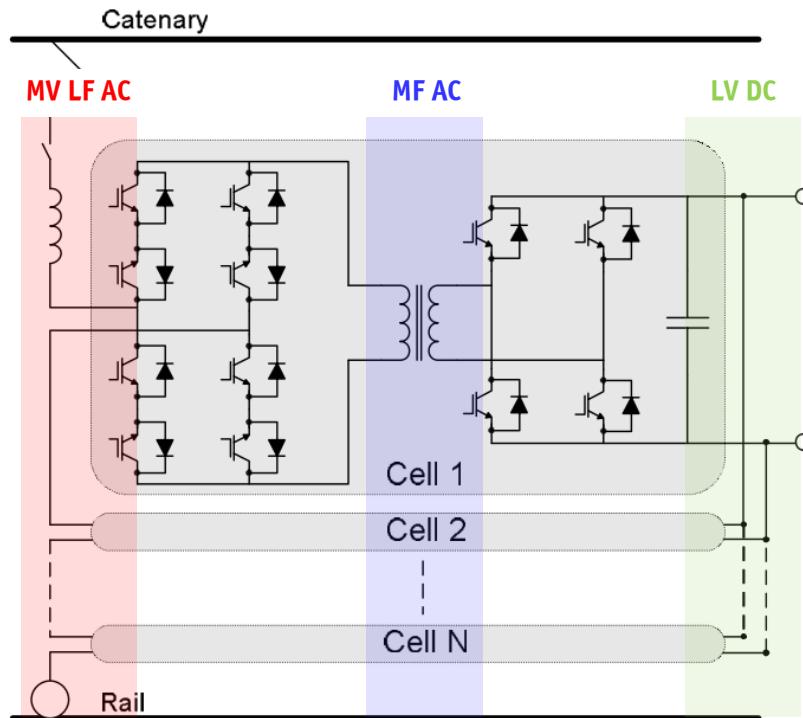 Catenary
MV LF AC
MF AC
LV DC
Cell 1
Cell 2
Cell N
Rail